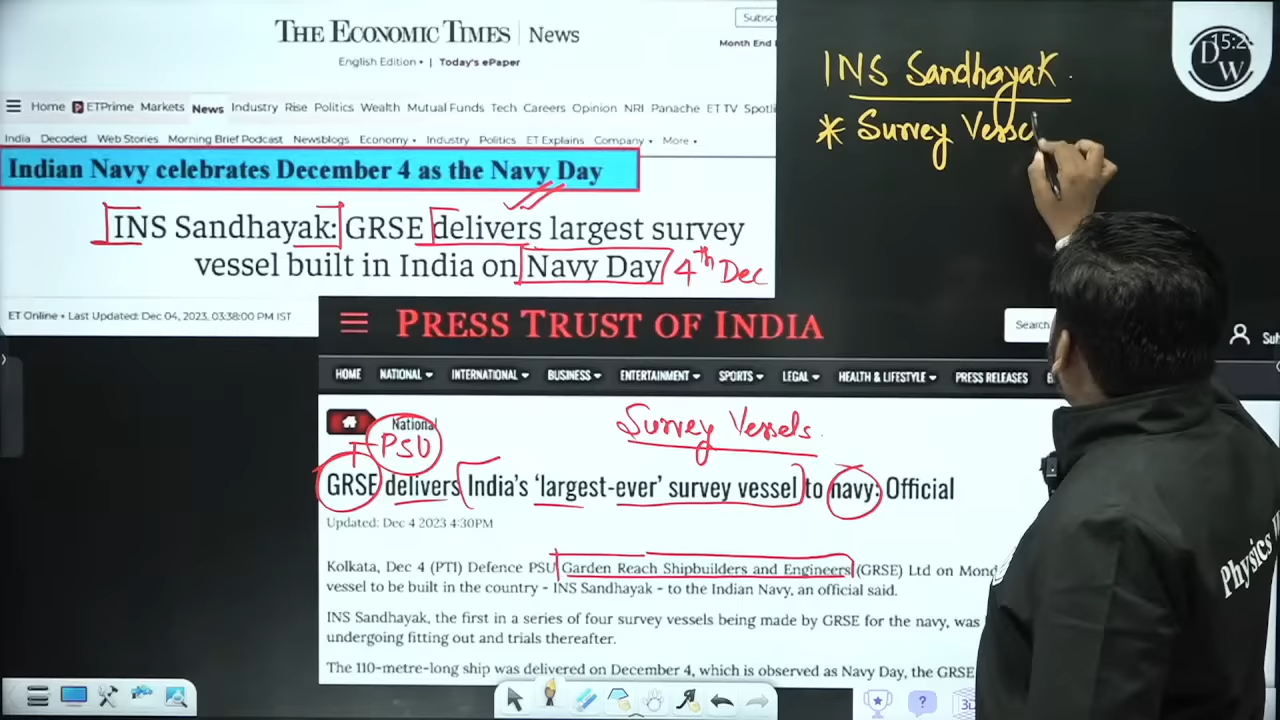 THE ECONOMIC TIMES | News
Subsc
English Edition | Today's ePaper
Month End
Home ETPrime Markets News Industry Rise Politics Wealth Mutual Funds Tech Careers Opinion NRI Panache ET TV Spotli
India Decoded Web Stories Morning Brief Podcast Newsblogs Economy Industry Politics ET Explains Company More
Indian Navy celebrates December 4 as the Navy Day
INS Sandhayak: GRSE delivers largest survey
vessel built in India on Navy Day 4th Dec
ET Online • Last Updated: Dec 04, 2023, 03:38:00 PM IST
INS Sandhayak.
* Survey Vesse
15:2
D
W
PRESS TRUST OF INDIA
Search
Su
HOME NATIONAL INTERNATIONAL BUSINESS ENTERTAINMENT SPORTS LEGAL HEALTH & LIFESTYLE PRESS RELEASES
National
PSU
Survey Vessels.
GRSE delivers India's 'largest-ever' survey vessel to navy: Official
Updated: Dec 4 2023 4:30PM
Kolkata, Dec 4 (PTI) Defence PSU Garden Reach Shipbuilders and Engineers (GRSE) Ltd on Mond
vessel to be built in the country - INS Sandhayak - to the Indian Navy, an official said.
INS Sandhayak, the first in a series of four survey vessels being made by GRSE for the navy, was
undergoing fitting out and trials thereafter.
The 110-metre-long ship was delivered on December 4, which is observed as Navy Day, the GRSE
?
3D
Physics W